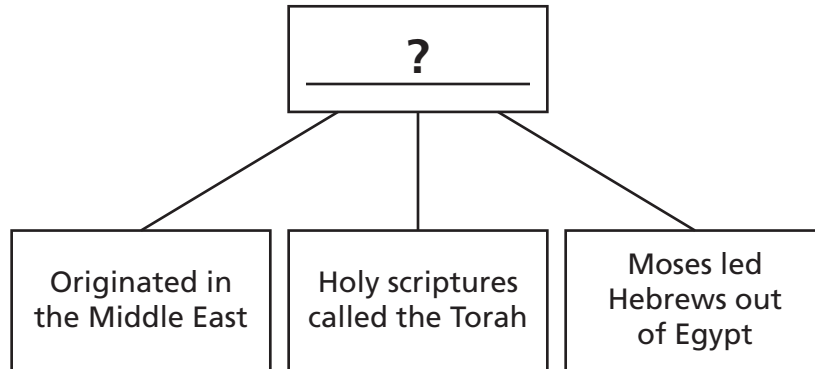 ?
Originated in
the Middle East
Holy scriptures
called the Torah
Moses led
Hebrews out
of Egypt